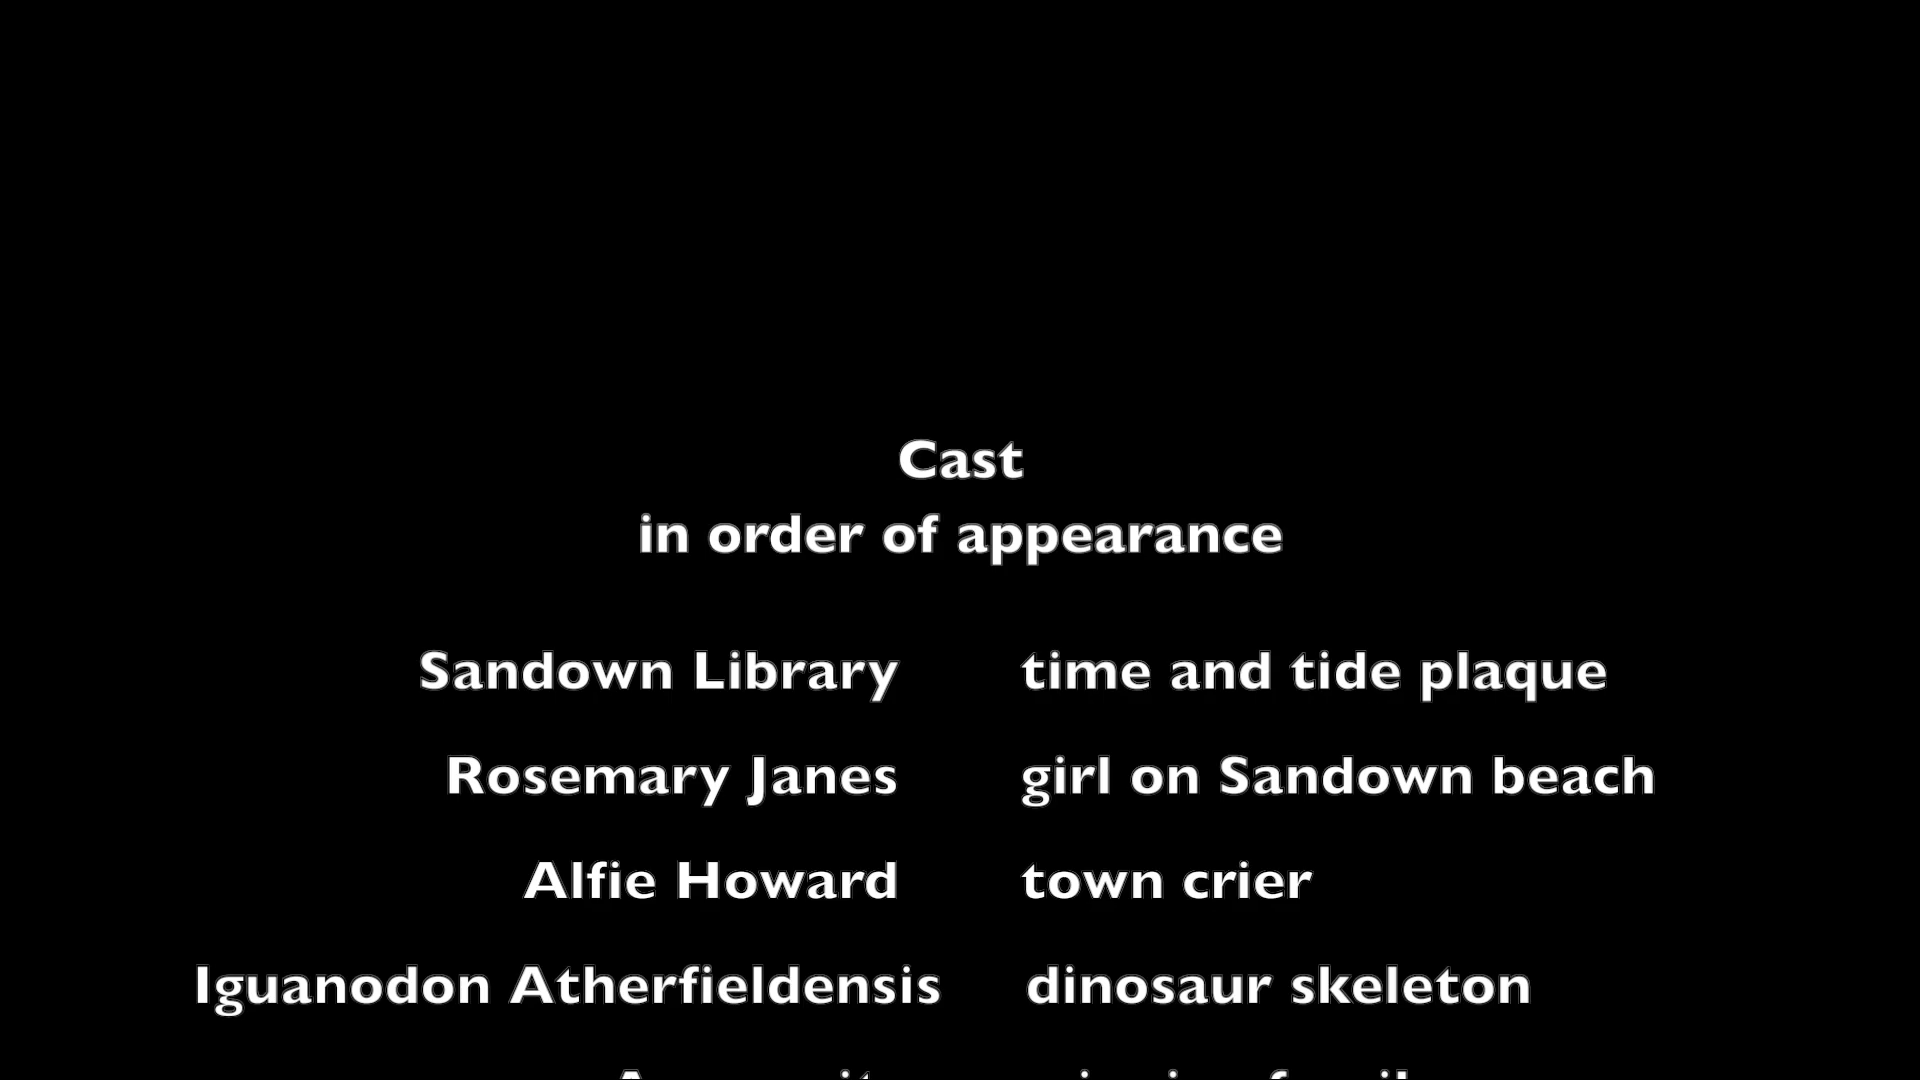 Cast
in order of appearance
Sandown Library time and tide plaque
Rosemary Janes girl on Sandown beach
Alfie Howard town crier
Iguanodon Atherfieldensis dinosaur skeleton